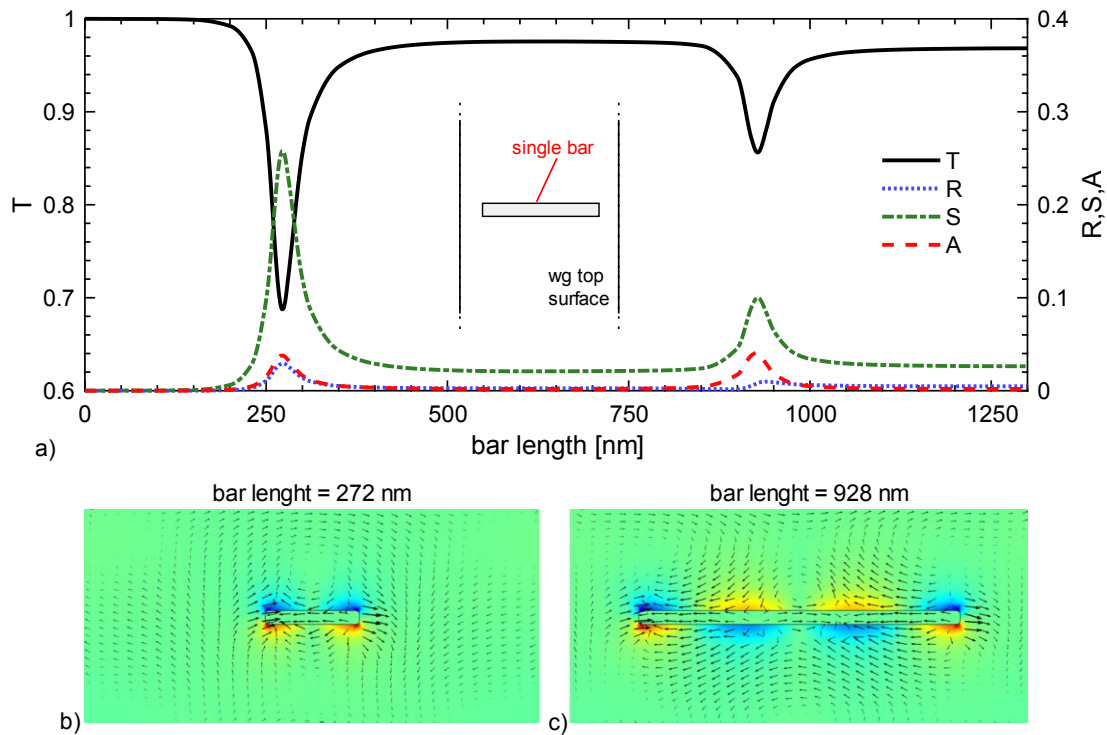 1
0.9
0.8
0.7
0.6
T
0.4
0.3
0.2
0.1
0
R,S,A
single bar
wg top
surface
T
R
S
A
0
250
500
750
1000
1250
bar length [nm]
a)
bar lenght = 272 nm
bar length = 928 nm
b)
c)